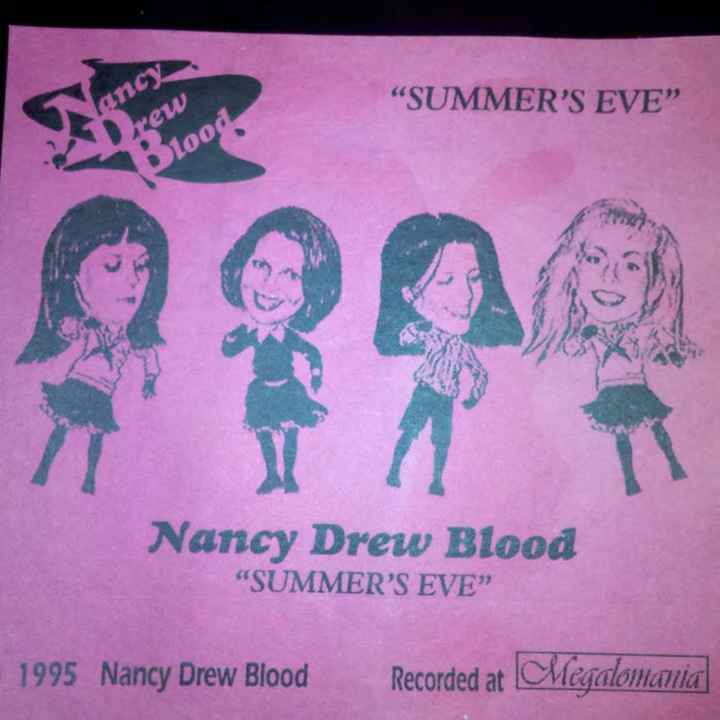 Nancy
Drew
Blood
“SUMMER’S EVE”
Nancy Drew Blood
“SUMMER’S EVE”
1995 Nancy Drew Blood
Recorded at Megalomania